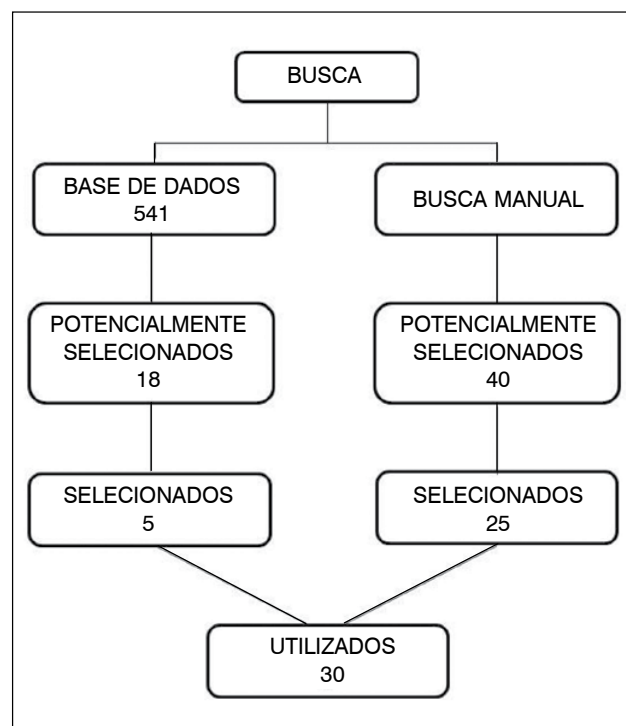 BUSCA
BASE DE DADOS
541
BUSCA MANUAL
POTENCIALMENTE
SELECIONADOS
18
POTENCIALMENTE
SELECIONADOS
40
SELECIONADOS
5
SELECIONADOS
25
UTILIZADOS
30